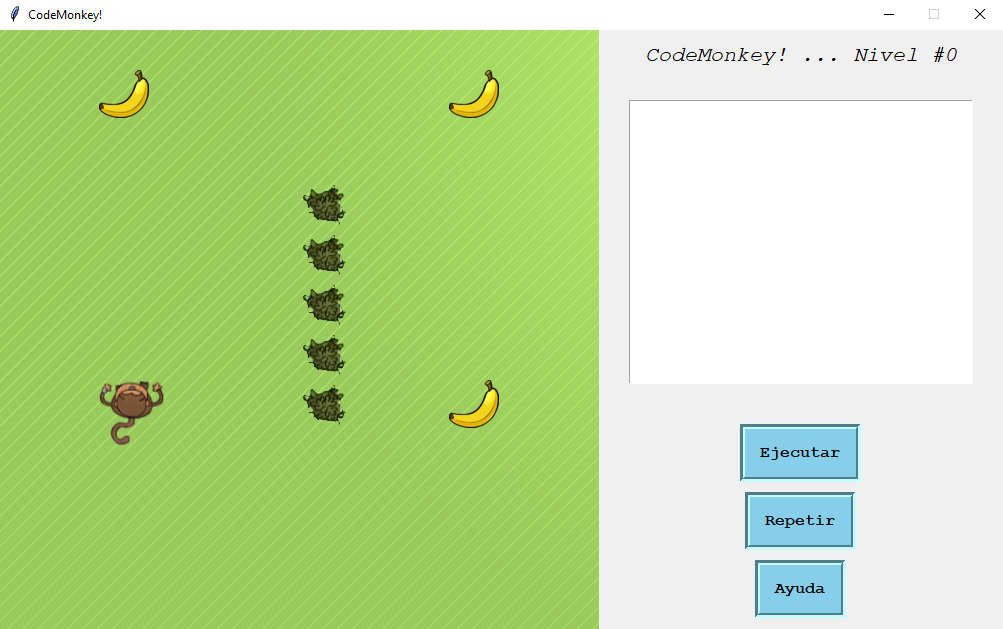 CodeMonkey!
CodeMonkey! ... Nivel #0
Ejecutar
Repetir
Ayuda